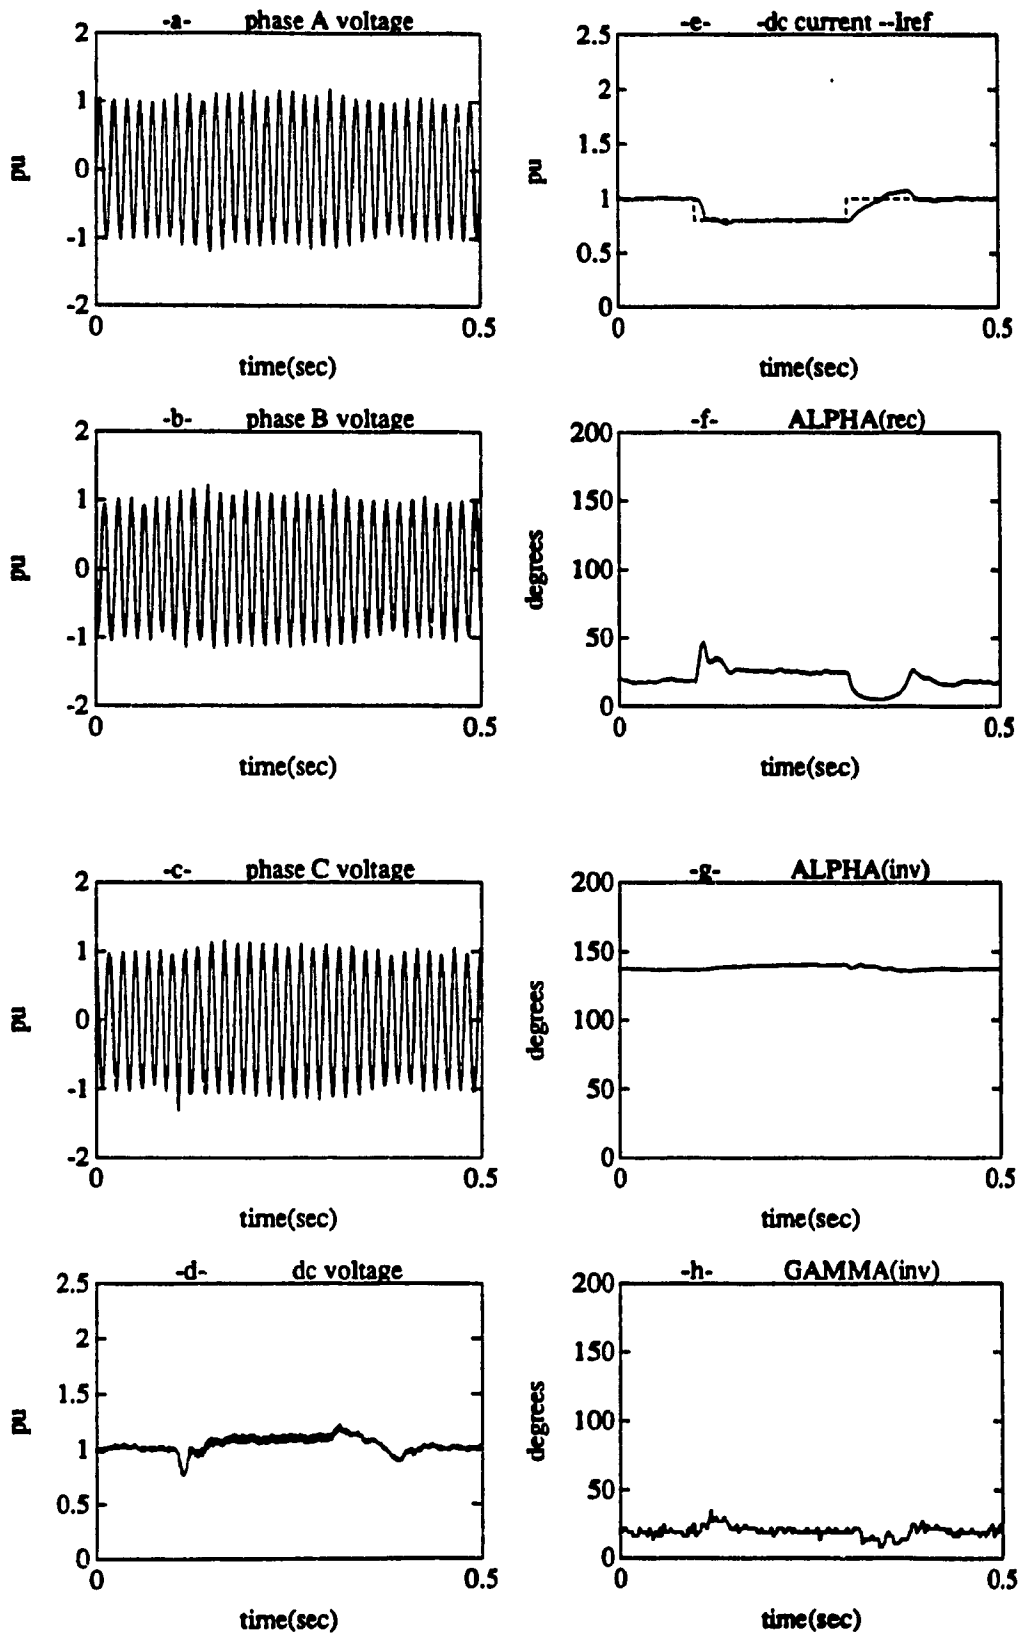 -a- phase A voltage
2
1
0
-1
-2
pu
0
0.5
time(sec)
-e- -dc current --Iref
2.5
2
1.5
1
0.5
0
pu
0
0.5
time(sec)
-b- phase B voltage
2
1
0
-1
-2
pu
0
0.5
time(sec)
-f- ALPHA(rec)
200
150
100
50
0
degrees
0
0.5
time(sec)
-c- phase C voltage
2
1
0
-1
-2
pu
0
0.5
time(sec)
-g- ALPHA(inv)
200
150
100
50
0
degrees
0
0.5
time(sec)
-d- dc voltage
2.5
2
1.5
1
0.5
0
pu
0
0.5
time(sec)
-h- GAMMA(inv)
200
150
100
50
0
degrees
0
0.5
time(sec)